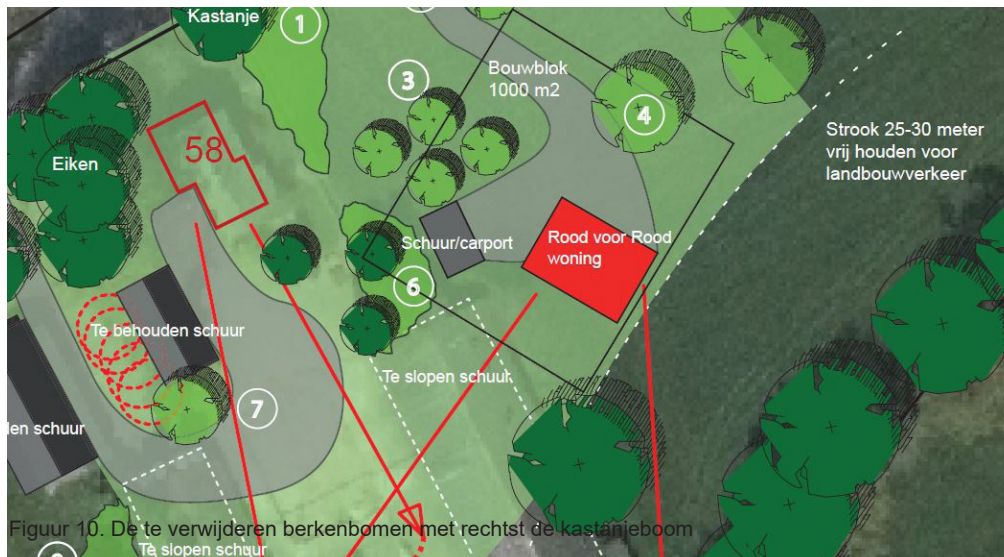 Kastanje
1
3
Bouwblok
1000 m2
4
Strook 25-30 meter
vrij houden voor
landbouwverkeer
58
Eiken
Schuur/carport
Rood voor Rood
woning
6
Te behouden schuur
Te slopen schuur
7
den schuur
Figuur 10. De te verwijderen berkenbomen met rechtst de kastanjeboom
Te slopen schuur